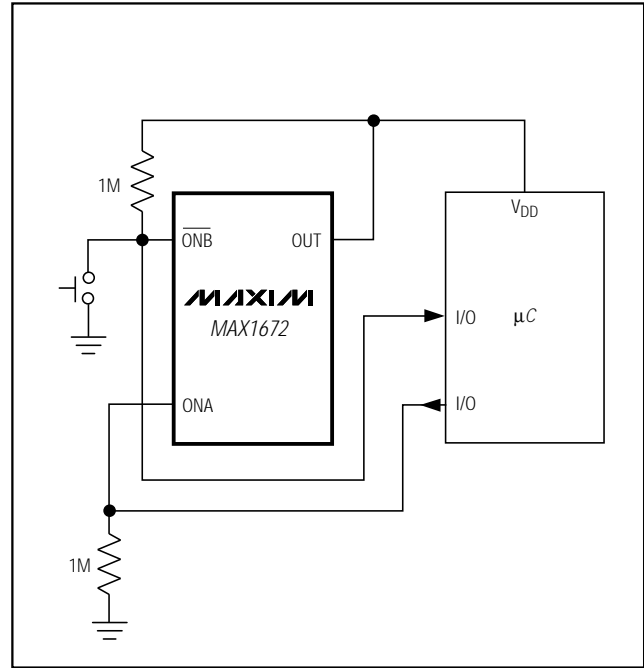 1M
ONB
OUT
VDD
MAXIM
MAX1672
I/O
µC
ONA
I/O
1M